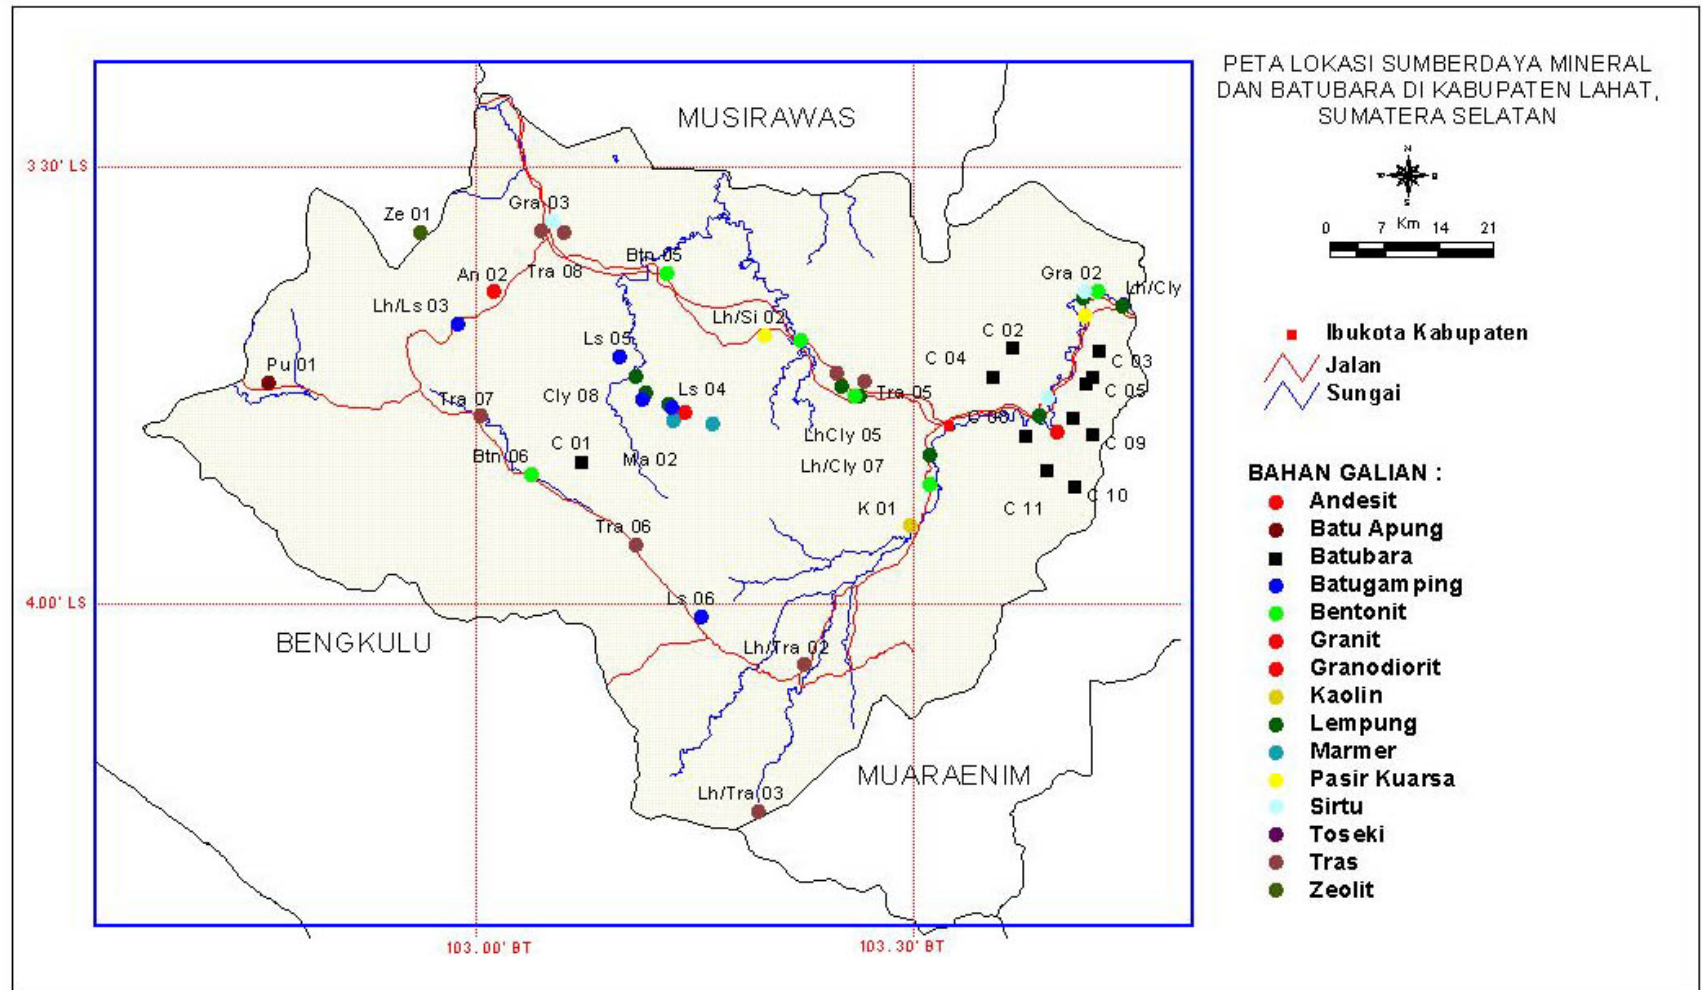 PETA LOKASI SUMBERDAYA MINERAL
DAN BATUBARA DI KABUPATEN LAHAT,
SUMATERA SELATAN
N
S
0 7 Km 14 21
Ibukota Kabupaten
Jalan
Sungai
BAHAN GALIAN :
Andesit
Batu Apung
Batubara
Batugamping
Bentonit
Granit
Granodiorit
Kaolin
Lempung
Marmer
Pasir Kuarsa
Sirtu
Toseki
Tras
Zeolit
MUSIRAWAS
3 30' LS
Gra 03
Ze 01
Btn 05
An 02
Tra 08
Gra 02
Lh/Cly
Lh/Ls 03
Lh/Si 02
C 02
Ls 05
C 04
C 03
Pu 01
Cly 08
Ls 04
Tra 05
C 05
Tra 07
LhCly 05
C 01
C 09
Btn 06
Ma 02
Lh/Cly 07
C 10
K 01
C 11
Tra 06
4.00' LS
Ls 06
BENGKULU
Lh/Tra 02
MUARAENIM
Lh/Tra 03
103.00' BT
103.30' BT